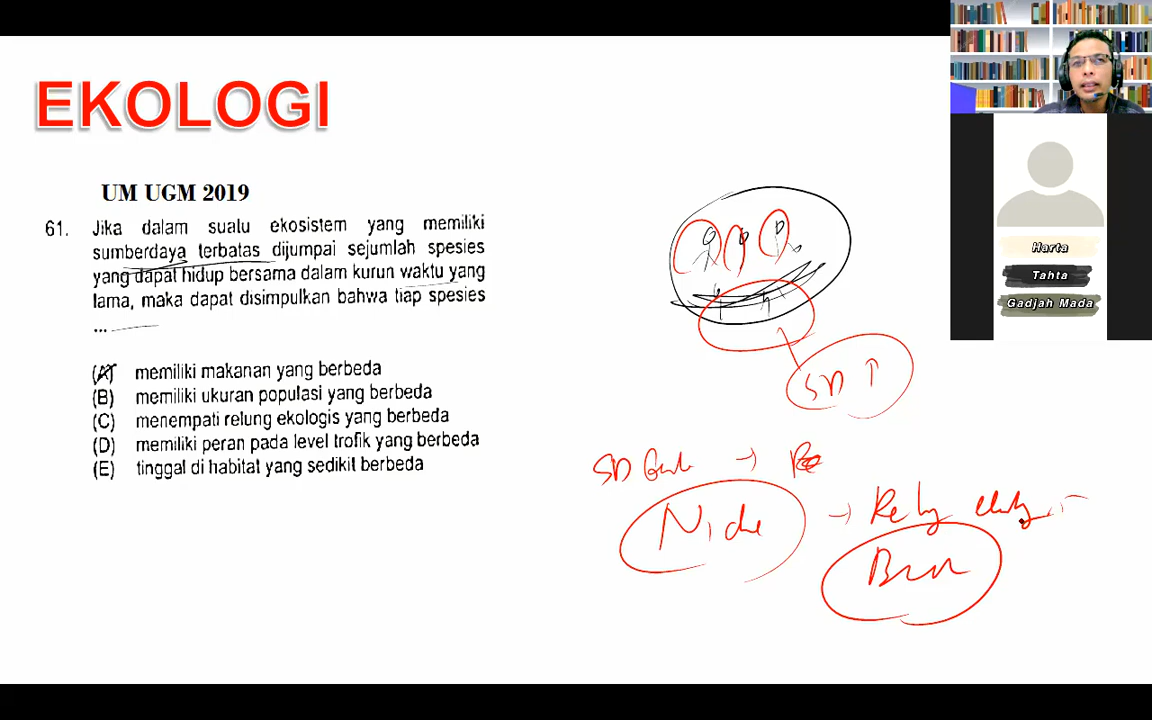 EKOLOGI
UM UGM 2019
61. Jika dalam suatu ekosistem yang memiliki
sumberdaya terbatas dijumpai sejumlah spesies
yang dapat hidup bersama dalam kurun waktu yang
lama, maka dapat disimpulkan bahwa tiap spesies
...
(A) memiliki makanan yang berbeda
(B) memiliki ukuran populasi yang berbeda
(C) menempati relung ekologis yang berbeda
(D) memiliki peran pada level trofik yang berbeda
(E) tinggal di habitat yang sedikit berbeda
SD ↑
SD
Niche
Harta
Tahta
Gadjah Mada